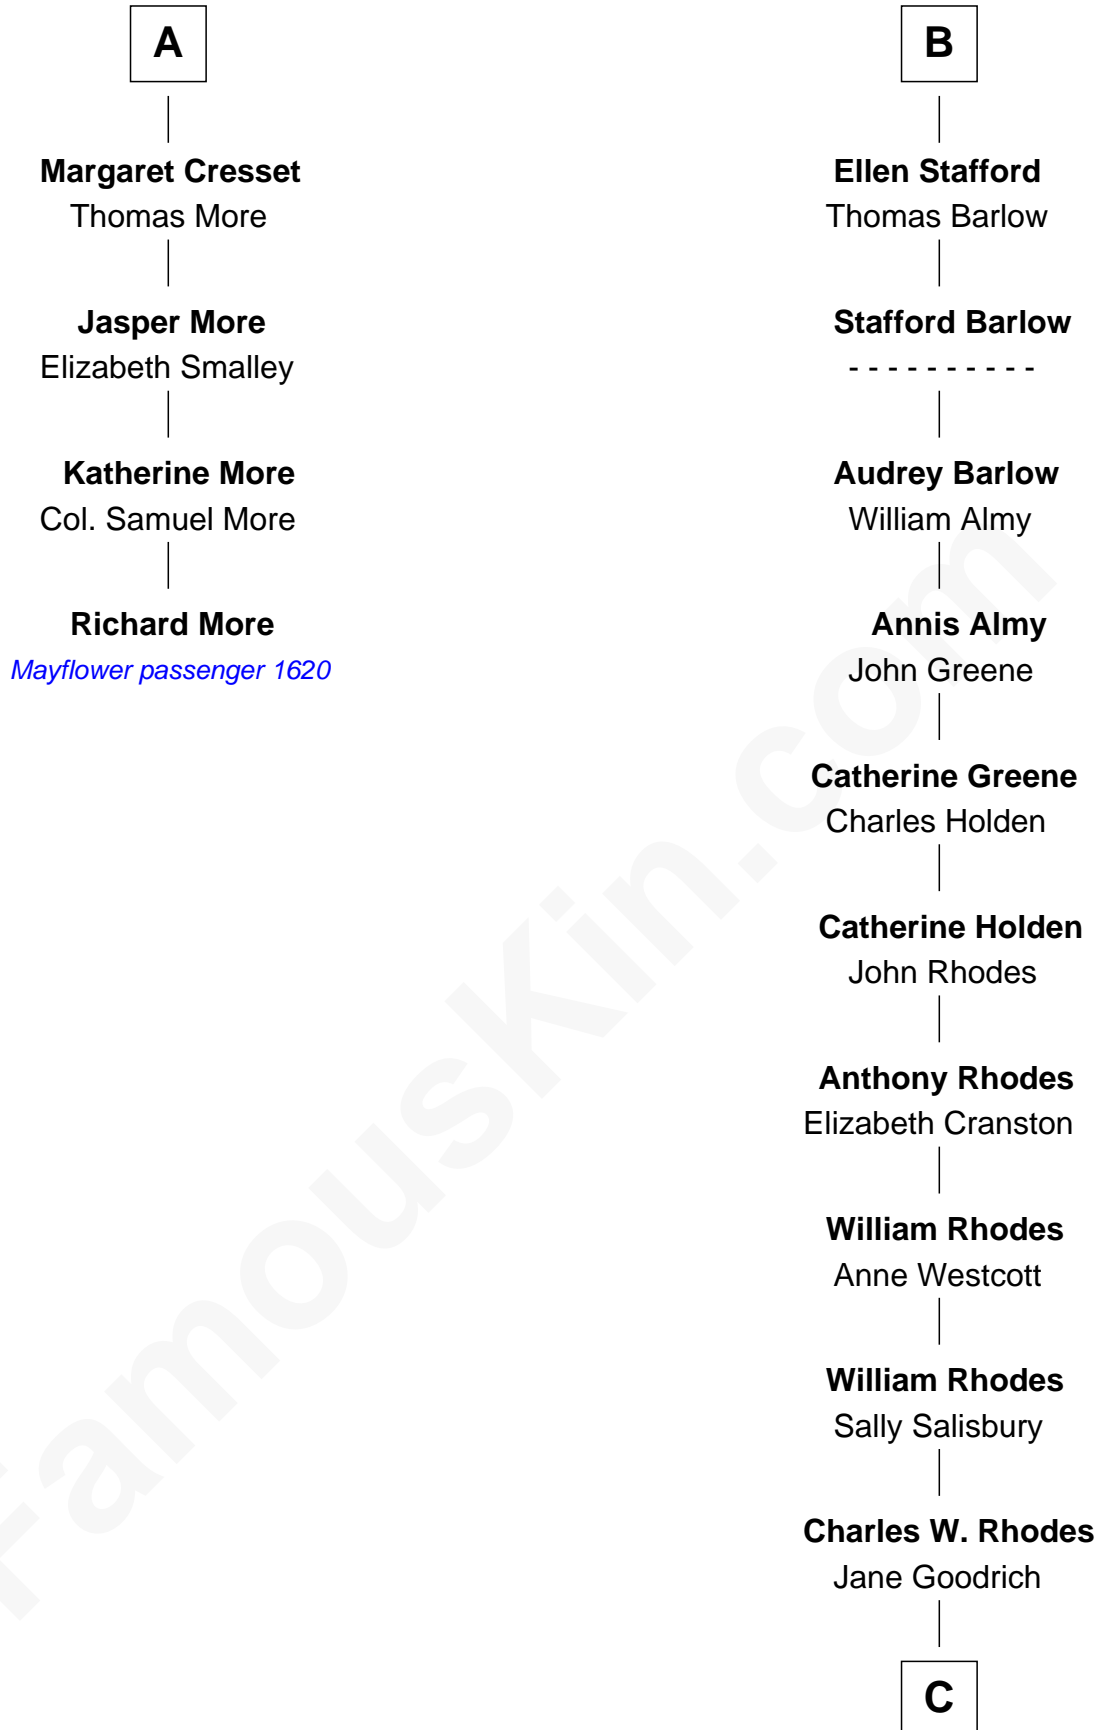 A
Margaret Cresset
Thomas More
Jasper More
Elizabeth Smalley
Katherine More
Col. Samuel More
Richard More
Mayflower passenger 1620
B
Ellen Stafford
Thomas Barlow
Stafford Barlow
- - - - - - - - - -
Audrey Barlow
William Almy
Annis Almy
John Greene
Catherine Greene
Charles Holden
Catherine Holden
John Rhodes
Anthony Rhodes
Elizabeth Cranston
William Rhodes
Anne Westcott
William Rhodes
Sally Salisbury
Charles W. Rhodes
Jane Goodrich
C
FamousKin.com